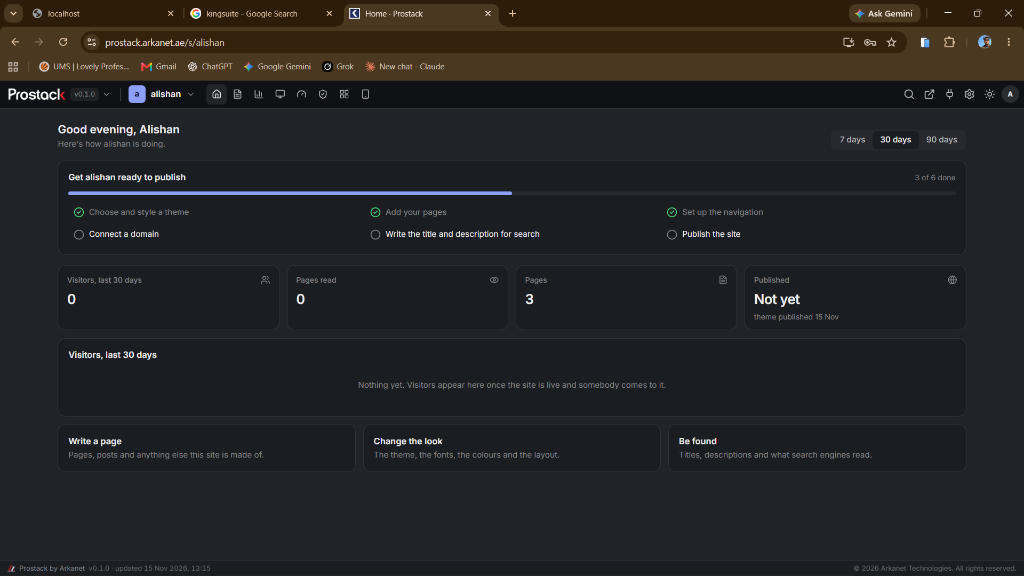 localhost
kingsuite - Google Search
Home · Prostack
Ask Gemini
prostack.arkanet.ae/s/alishan
UMS | Lovely Profes...
Gmail
ChatGPT
Google Gemini
Grok
New chat - Claude
Prostack v0.1.0
a alishan
A
Good evening, Alishan
Here's how alishan is doing.
7 days 30 days 90 days
Get alishan ready to publish
3 of 6 done
Choose and style a theme
Add your pages
Set up the navigation
Connect a domain
Write the title and description for search
Publish the site
Visitors, last 30 days
0
Pages read
0
Pages
3
Published
Not yet
theme published 15 Nov
Visitors, last 30 days
Nothing yet. Visitors appear here once the site is live and somebody comes to it.
Write a page
Pages, posts and anything else this site is made of.
Change the look
The theme, the fonts, the colours and the layout.
Be found
Titles, descriptions and what search engines read.
Prostack by Arkanet v0.1.0 · updated 15 Nov 2026, 13:15
© 2026 Arkanet Technologies. All rights reserved.